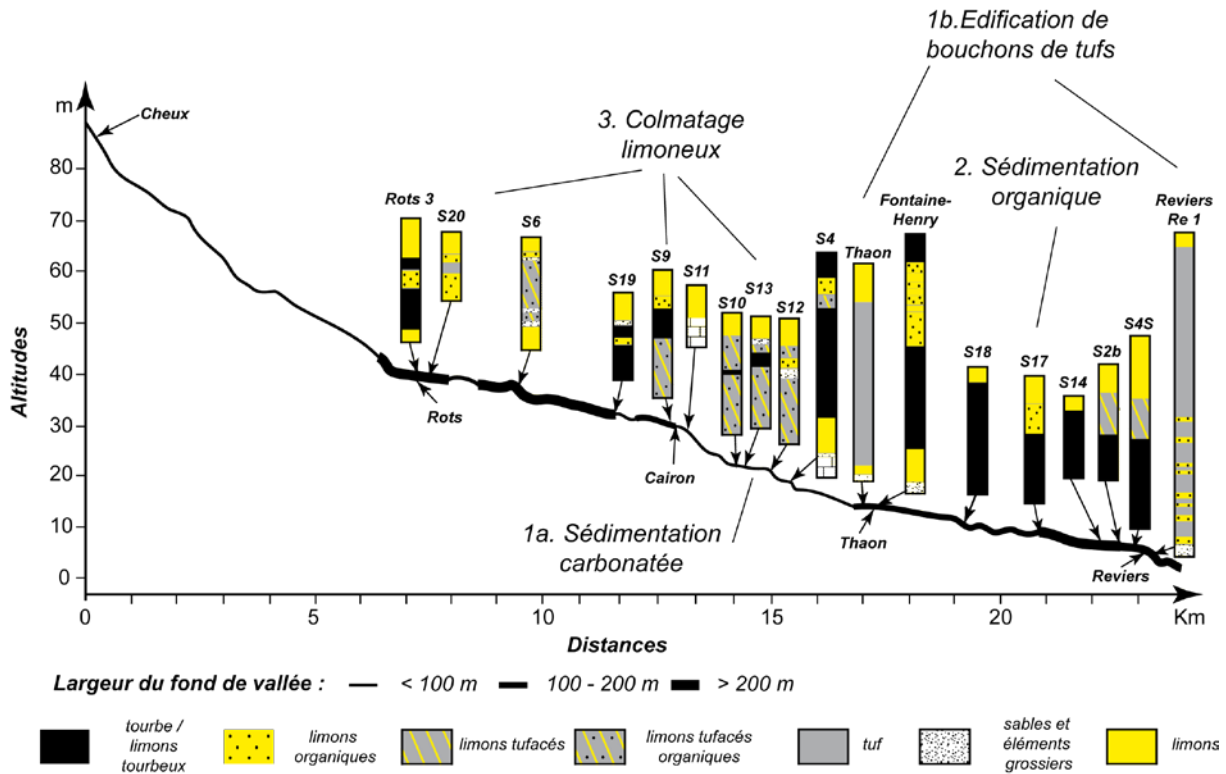 1b.Edification de
bouchons de tufs
m
Cheux
3. Colmatage
limoneux
2. Sédimentation
organique
Rots 3
S20
S6
S19
S9
S11
S10
S13
S12
S4
Thaon
Fontaine-
Henry
S18
S17
S14
S2b
S4S
Reviers
Re 1
80
70
60
50
40
30
20
10
0
Altitudes
Rots
Cairon
Thaon
Reviers
1a. Sédimentation
carbonatée
0
5
10
15
20
Km
Distances
Largeur du fond de vallée :
< 100 m
100 - 200 m
> 200 m
tourbe /
limons
tourbeux
limons
organiques
limons tufacés
limons
tufacés
organiques
tuf
sables et
éléments
grossiers
limons